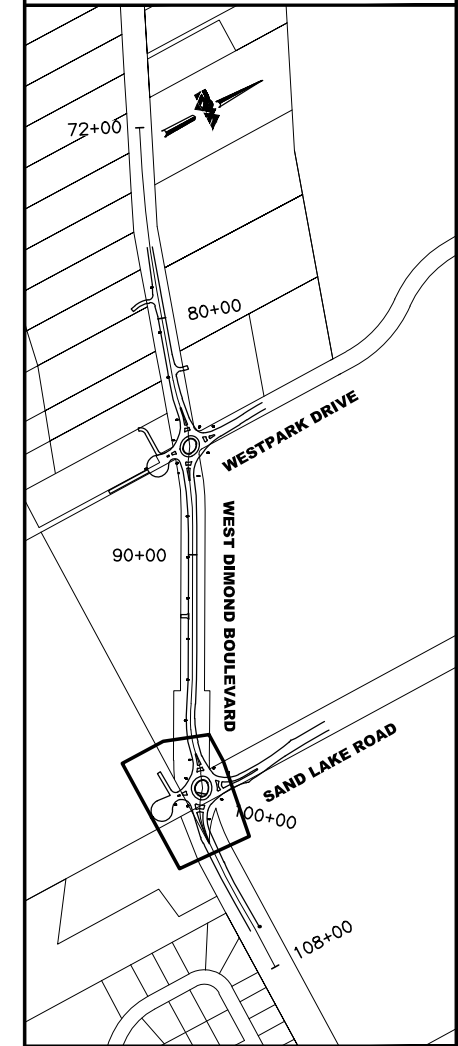 72+00
80+00
WESTPARK DRIVE
WEST DIMOND BOULEVARD
90+00
SAND LAKE ROAD
100+00
108+00